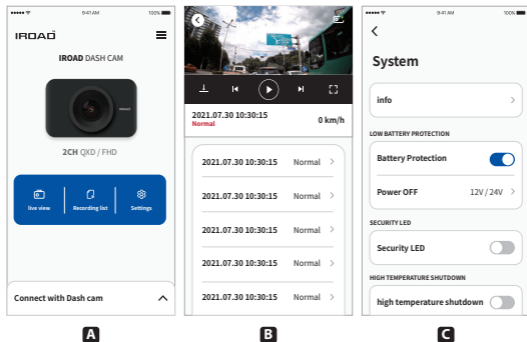 9:41 AM
100%
IROAD
IROAD DASH CAM
2CH QXD / FHD
live view
Recording list
Settings
Connect with Dash cam
A
2021.07.30 10:30:15
Normal
0 km/h
2021.07.30 10:30:15 Normal
2021.07.30 10:30:15 Normal
2021.07.30 10:30:15 Normal
2021.07.30 10:30:15 Normal
2021.07.30 10:30:15 Normal
B
9:41 AM
100%
System
info
LOW BATTERY PROTECTION
Battery Protection
Power OFF 12V / 24V
SECURITY LED
Security LED
HIGH TEMPERATURE SHUTDOWN
high temperature shutdown
C